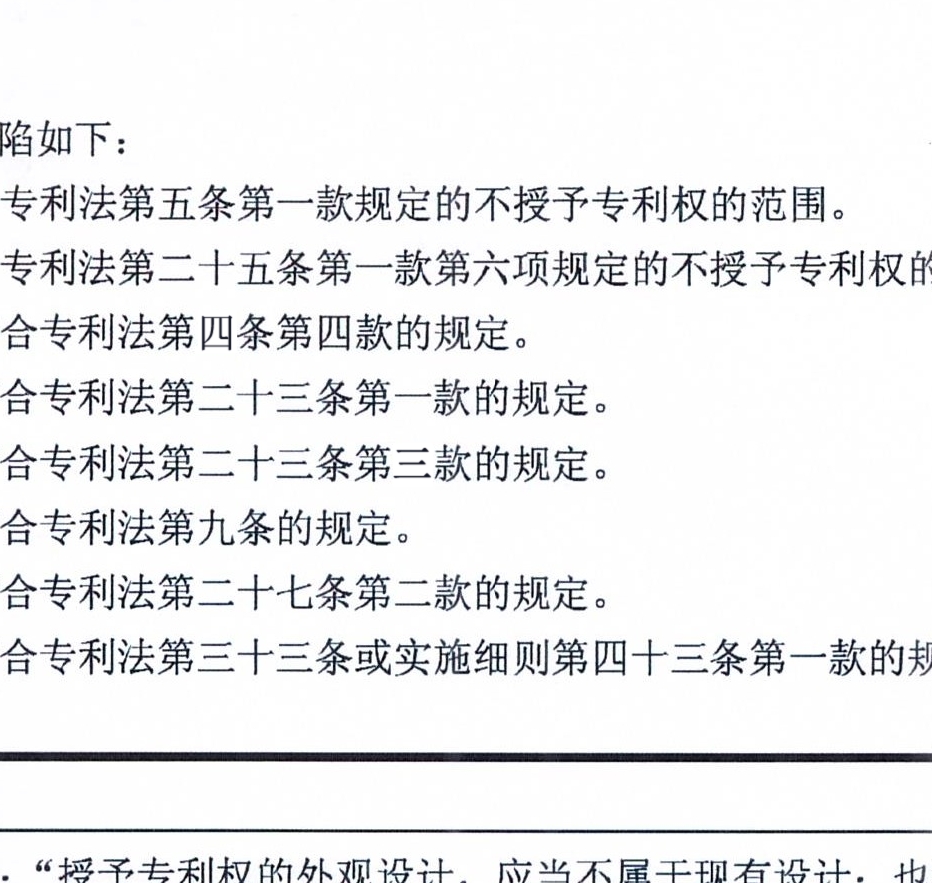 陷如下：
专利法第五条第一款规定的不授予专利权的范围。
专利法第二十五条第一款第六项规定的不授予专利权的
合专利法第四条第四款的规定。
合专利法第二十三条第一款的规定。
合专利法第二十三条第三款的规定。
合专利法第九条的规定。
合专利法第二十七条第二款的规定。
合专利法第三十三条或实施细则第四十三条第一款的规
“授予专利权的外观设计，应当不属于现有设计；也